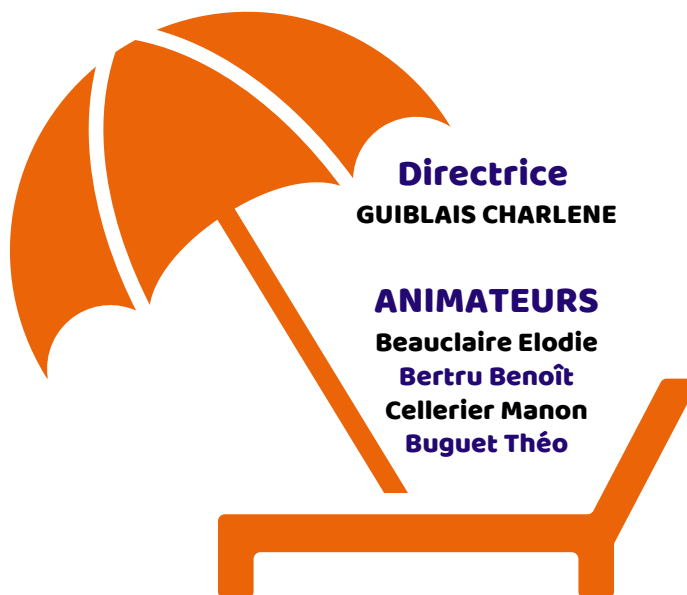 Directrice
GUIBLAIS CHARLENE
ANIMATEURS
Beauclaire Elodie
Bertru Benoît
Cellerier Manon
Buguet Théo